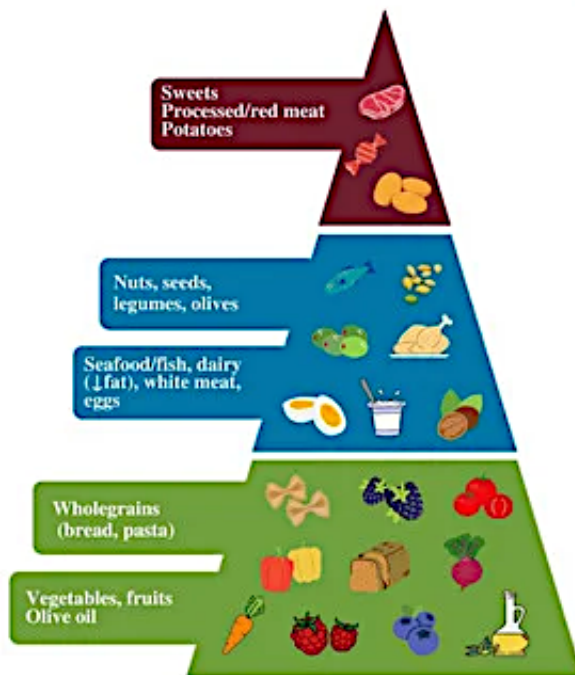 Sweets
Processed/red meat
Potatoes
Nuts, seeds,
legumes, olives
Seafood/fish, dairy
(↓fat), white meat,
eggs
Wholegrains
(bread, pasta)
Vegetables, fruits
Olive oil